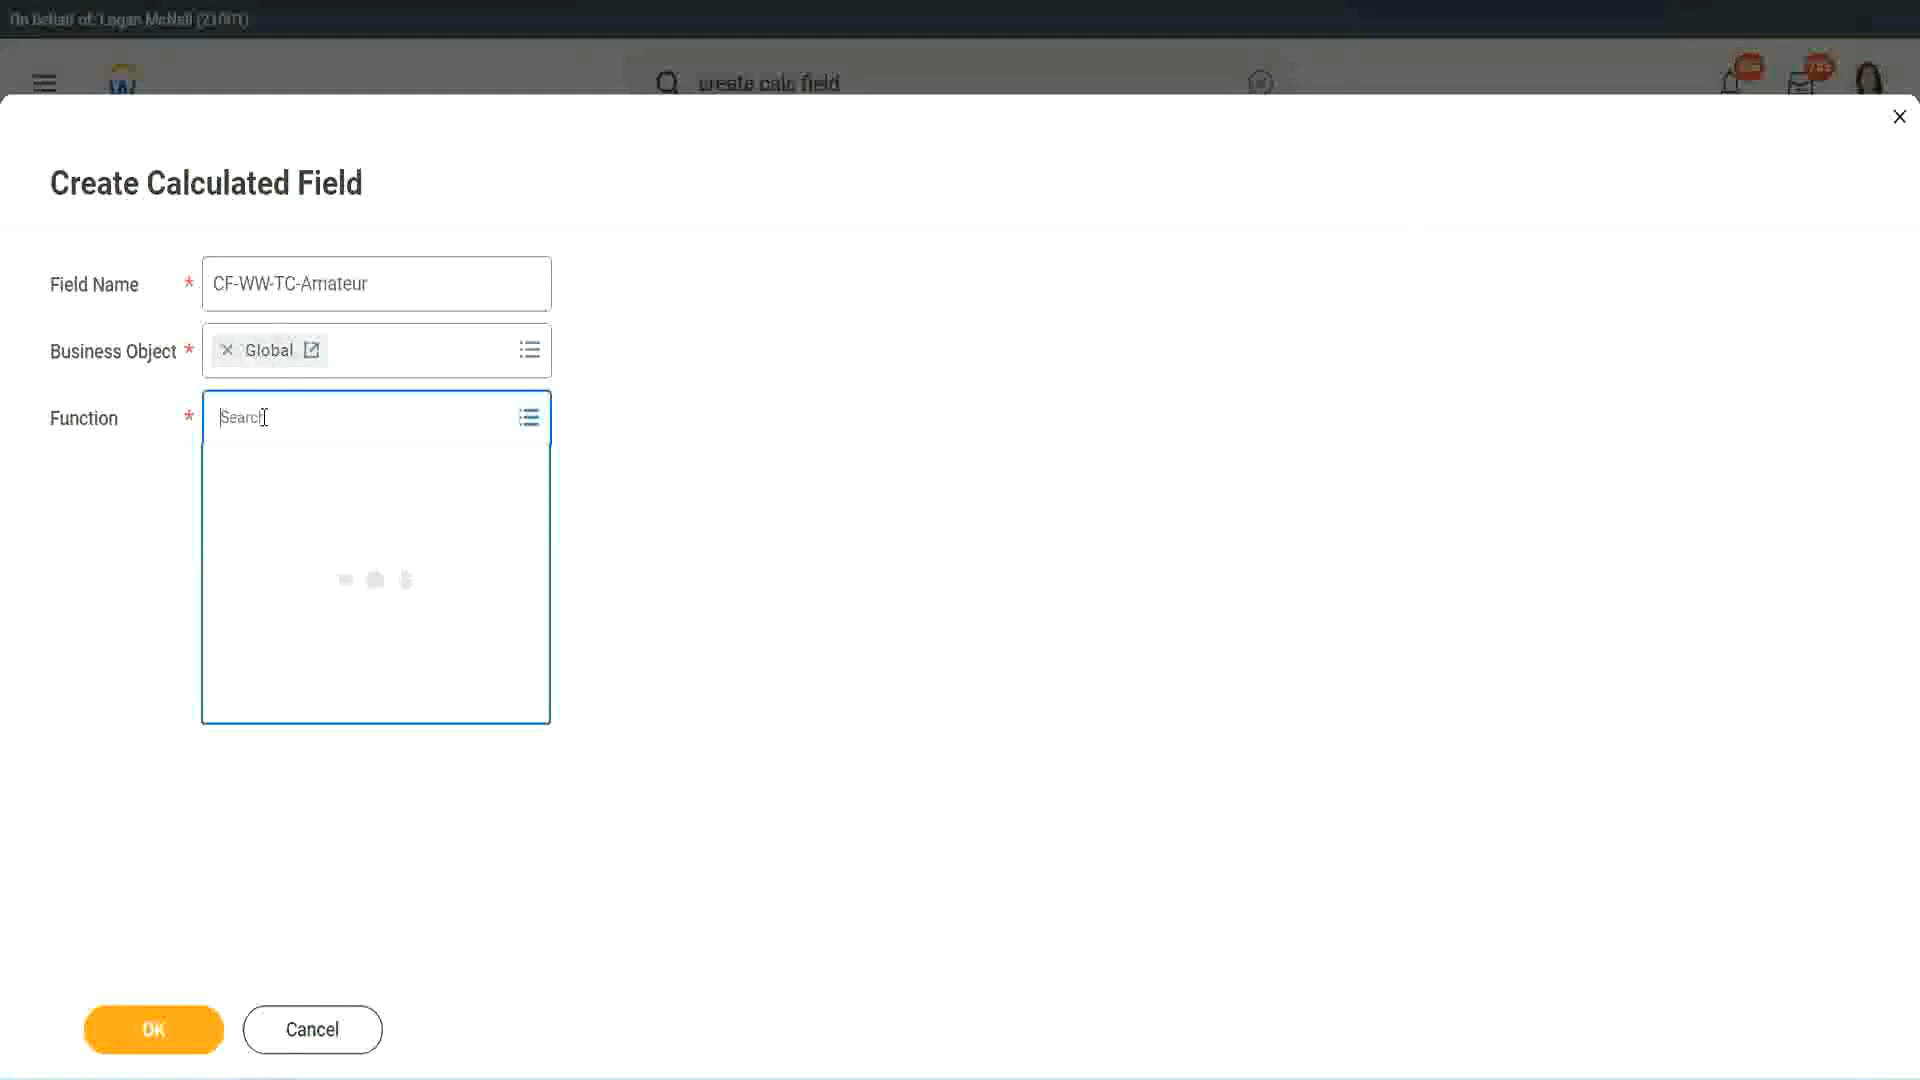 On behalf of: Logan McNeil (21001)
W
create calc field
Create Calculated Field
Field Name *
CF-WW-TC-Amateur
Business Object *
Global
Function *
Search
OK
Cancel